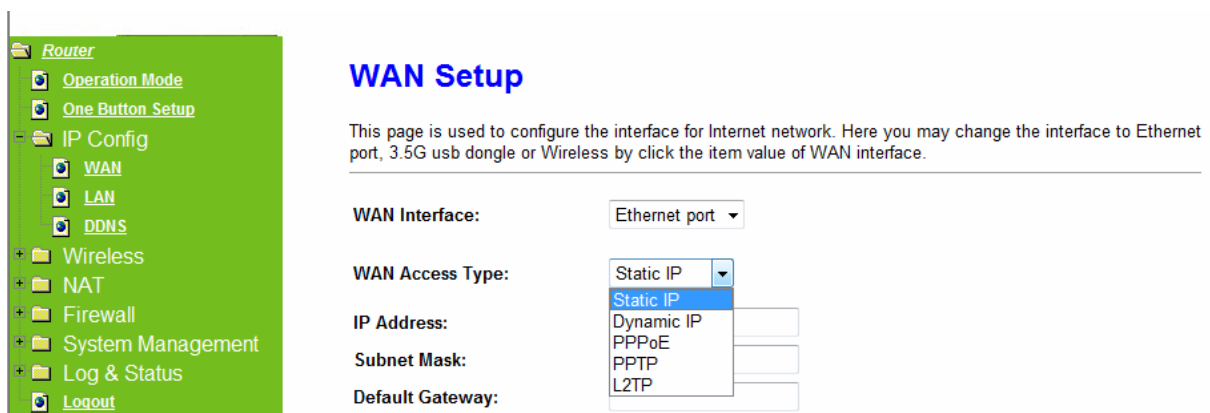 Router
Operation Mode
One Button Setup
IP Config
WAN
LAN
DDNS
Wireless
NAT
Firewall
System Management
Log & Status
Logout
WAN Setup
This page is used to configure the interface for Internet network. Here you may change the interface to Ethernet
port, 3.5G usb dongle or Wireless by click the item value of WAN interface.
WAN Interface: Ethernet port
WAN Access Type: Static IP
Static IP
Dynamic IP
PPPoE
PPTP
L2TP
IP Address:
Subnet Mask:
Default Gateway: